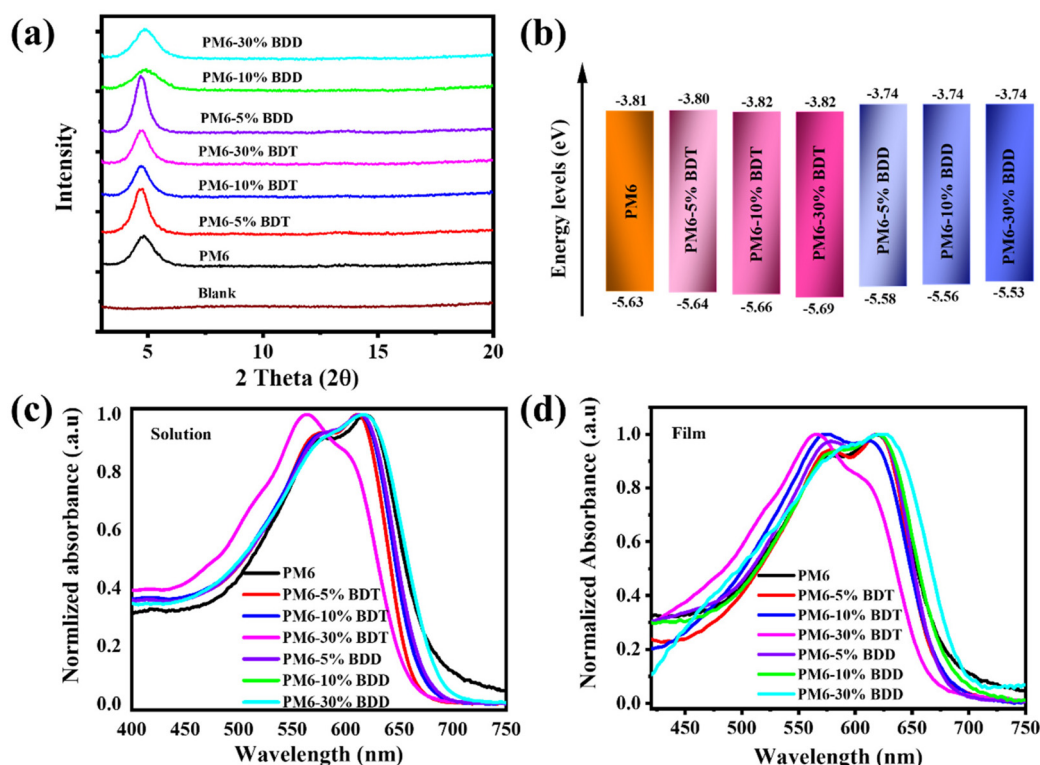 (a)
PM6-30% BDD
PM6-10% BDD
PM6-5% BDD
PM6-30% BDT
PM6-10% BDT
PM6-5% BDT
PM6
Blank
Intensity
5 10 15 20
2 Theta (2θ)
(b)
Energy levels (eV)
-3.81 -3.80 -3.82 -3.82 -3.74 -3.74 -3.74
PM6
PM6-5% BDT
PM6-10% BDT
PM6-30% BDT
PM6-5% BDD
PM6-10% BDD
PM6-30% BDD
-5.63 -5.64 -5.66 -5.69 -5.58 -5.56 -5.53
(c)
Solution
Normalized absorbance (.a.u)
1.0
0.8
0.6
0.4
0.2
0.0
PM6
PM6-5% BDT
PM6-10% BDT
PM6-30% BDT
PM6-5% BDD
PM6-10% BDD
PM6-30% BDD
400 450 500 550 600 650 700 750
Wavelength (nm)
(d)
Film
Normalized Absorbance (.a.u)
1.0
0.8
0.6
0.4
0.2
0.0
PM6
PM6-5% BDT
PM6-10% BDT
PM6-30% BDT
PM6-5% BDD
PM6-10% BDD
PM6-30% BDD
450 500 550 600 650 700 750
Wavelength (nm)